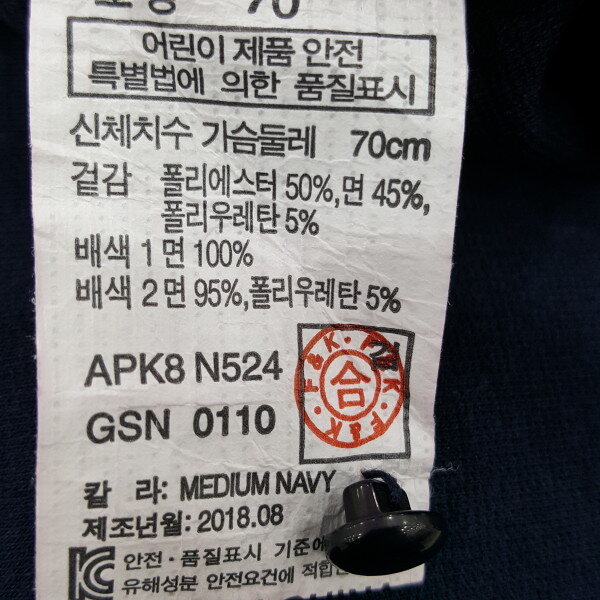 70
어린이 제품 안전
특별법에 의한 품질표시
신체치수 가슴둘레 70cm
겉감 폴리에스터 50%, 면 45%,
폴리우레탄 5%
배색 1 면 100%
배색 2 면 95%, 폴리우레탄 5%
APK8 N524
GSN 0110
검
F&K · F&K · F&K
合
칼 라: MEDIUM NAVY
제조년월: 2018.08
안전 · 품질표시 기준에
유해성분 안전요건에 적합